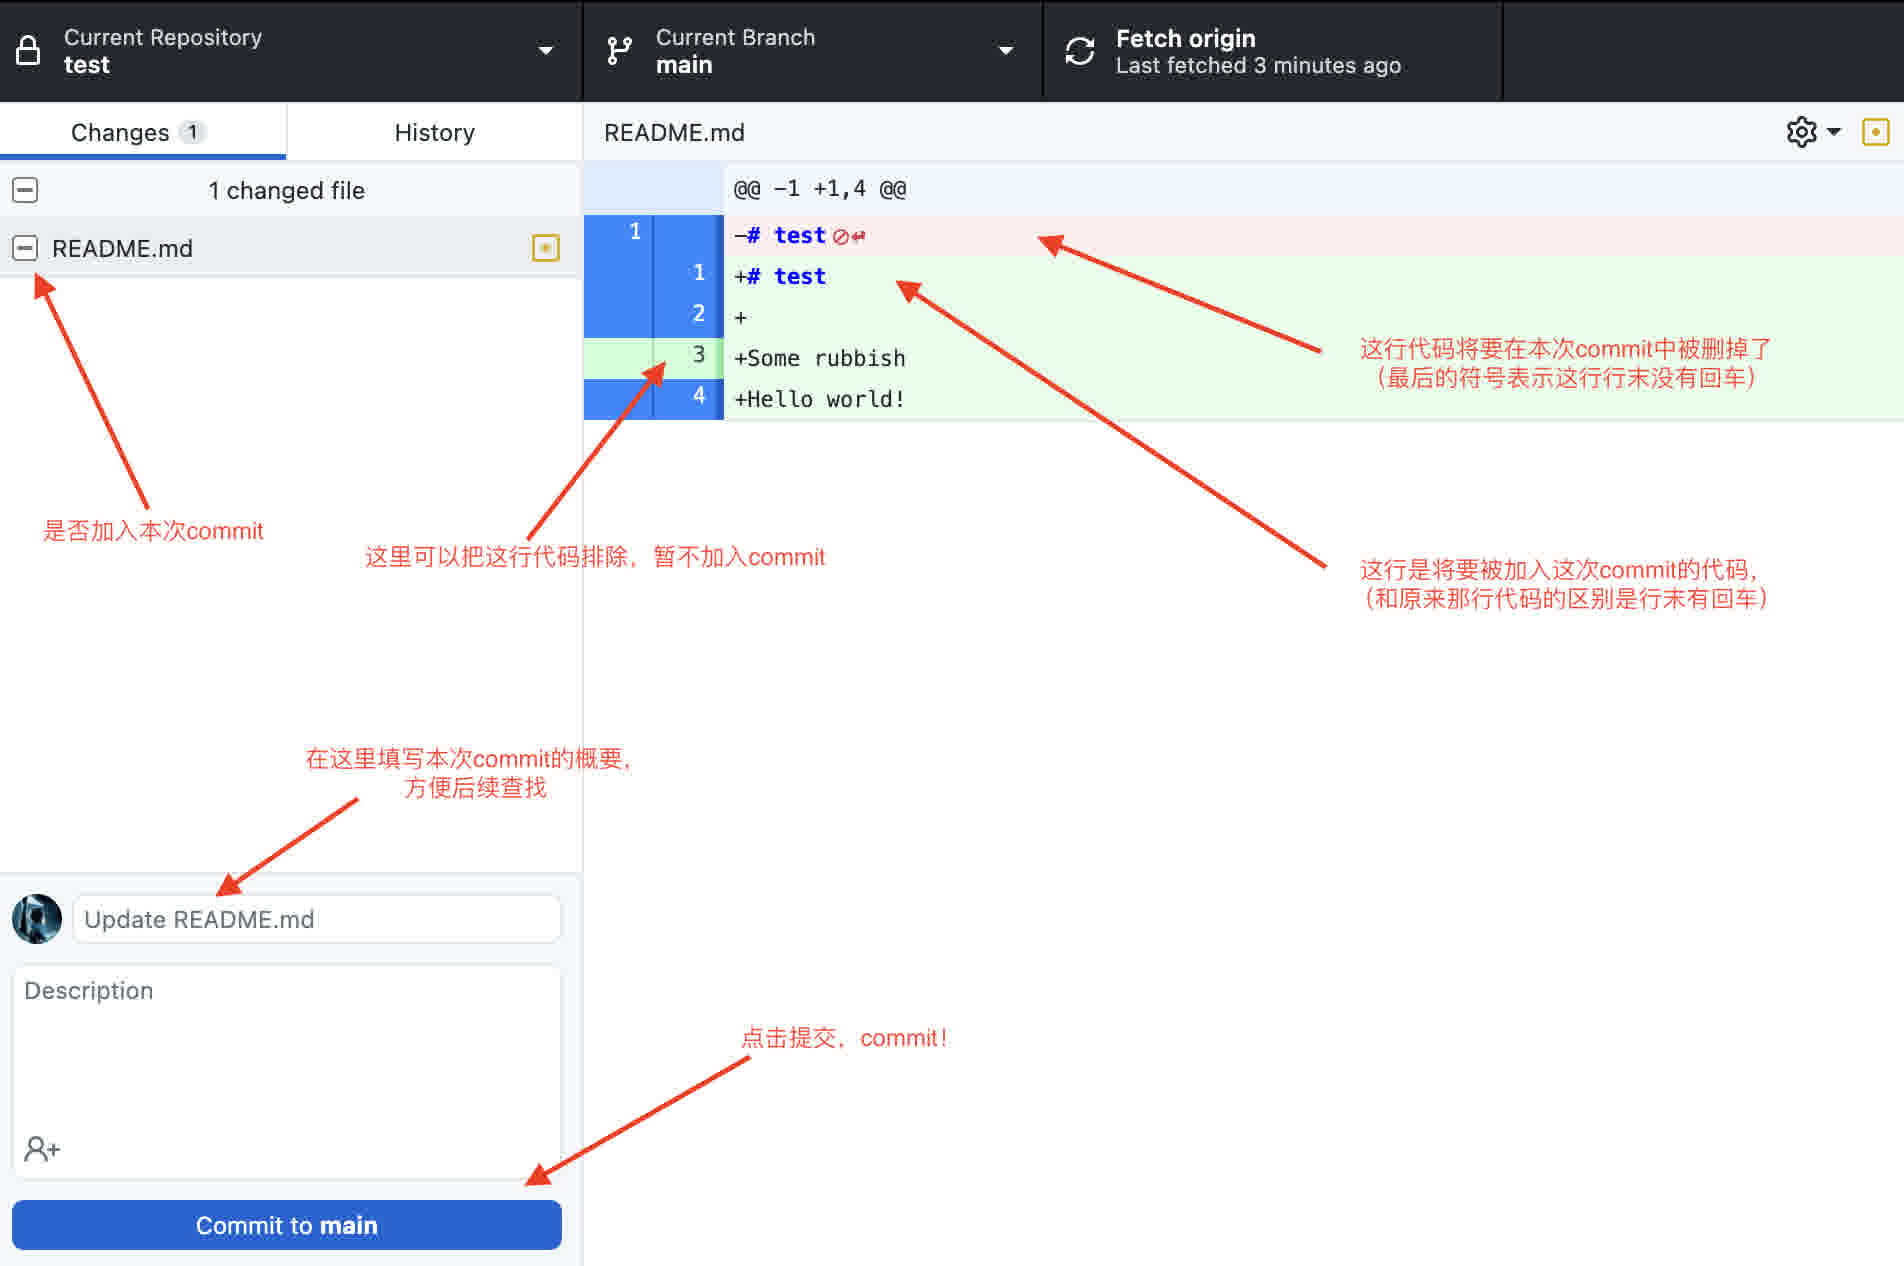 Current Repository
test
Current Branch
main
Fetch origin
Last fetched 3 minutes ago
Changes 1
History
README.md
1 changed file
README.md
@@ -1 +1,4 @@
1 -# test
1 +# test
2 +
3 +Some rubbish
4 +Hello world!
这行代码将要在本次commit中被删掉了
（最后的符号表示这行行末没有回车）
是否加入本次commit
这里可以把这行代码排除，暂不加入commit
这行是将要被加入这次commit的代码，
（和原来那行代码的区别是行末有回车）
在这里填写本次commit的概要，
方便后续查找
Update README.md
Description
点击提交，commit！
Commit to main